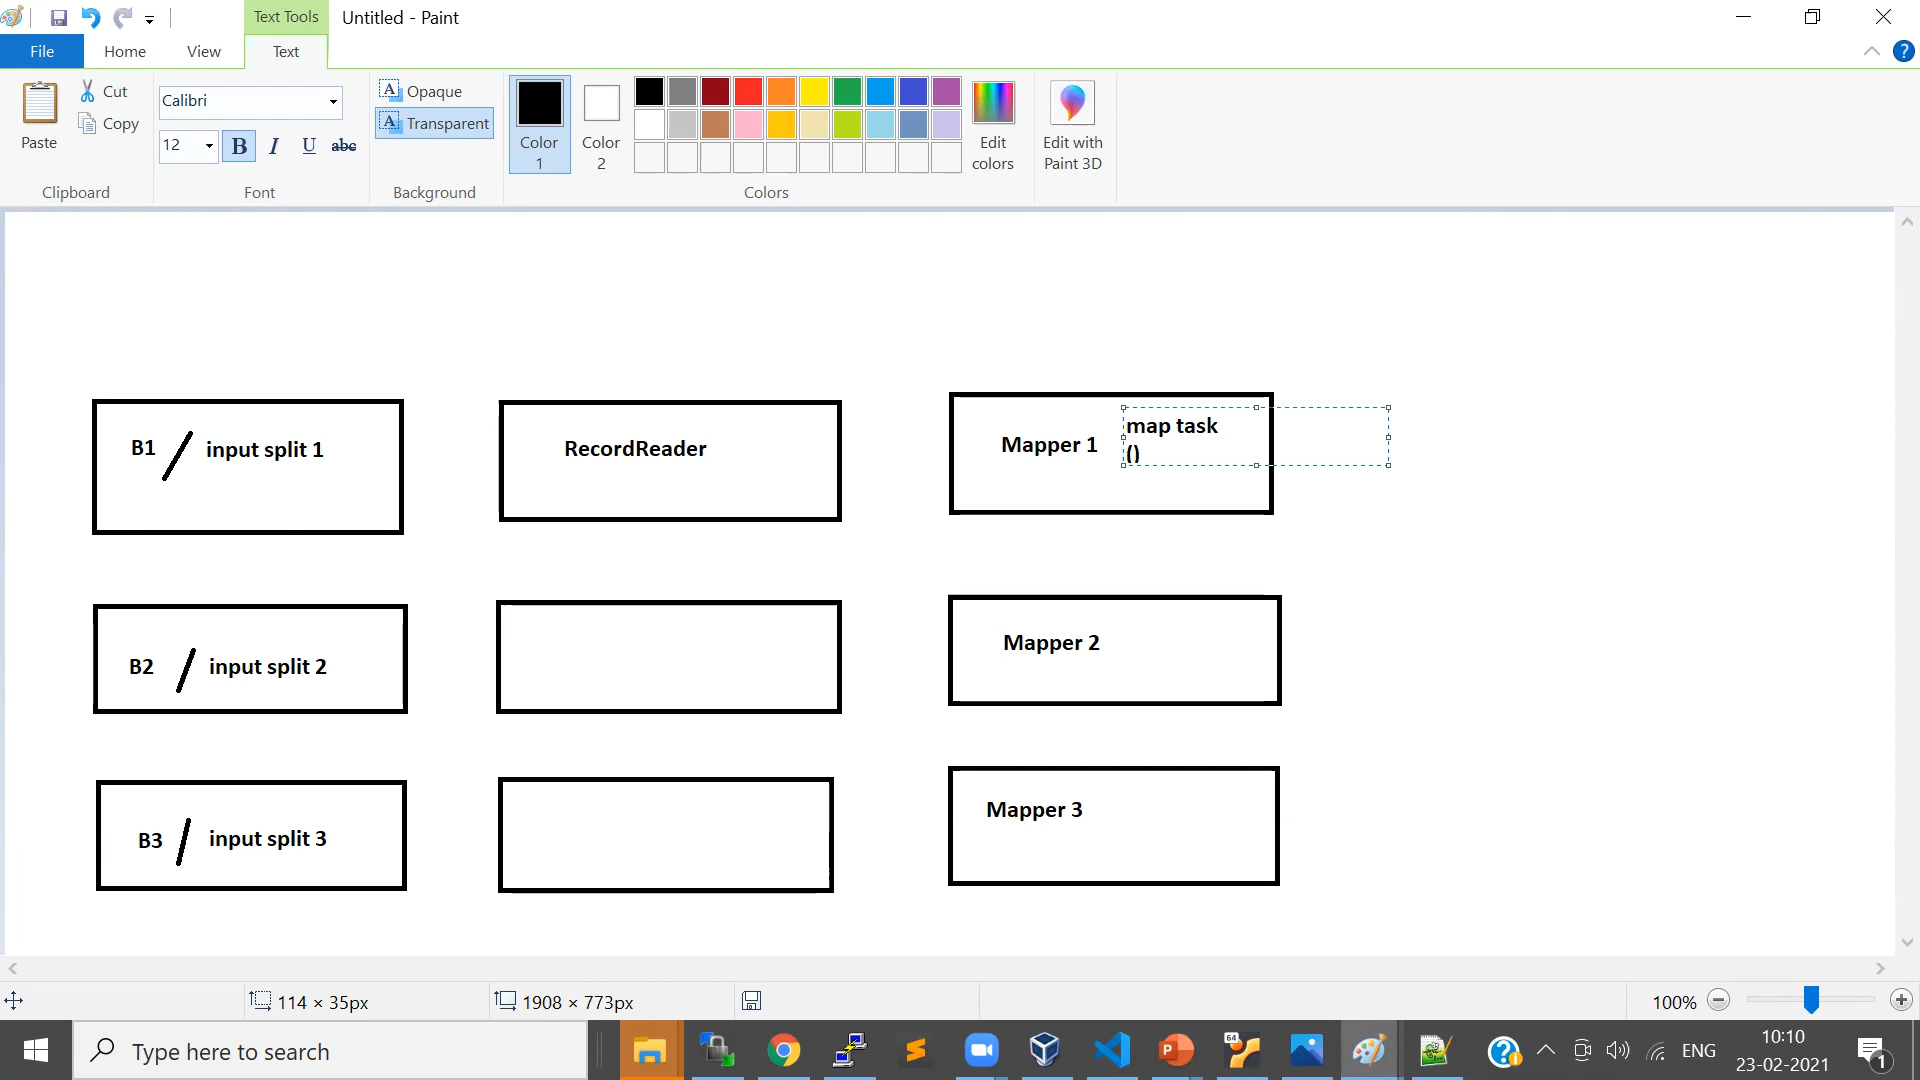 Text Tools
Untitled - Paint
File
Home
View
Text
Paste
Cut
Copy
Clipboard
Calibri
12
B I U abc
Font
A Opaque
A Transparent
Background
Color 1
Color 2
Colors
Edit colors
Edit with Paint 3D
B1 / input split 1
RecordReader
Mapper 1
map task
()
B2 / input split 2
Mapper 2
B3 / input split 3
Mapper 3
114 × 35px
1908 × 773px
100%
Type here to search
64
P
ENG
10:10
23-02-2021
1